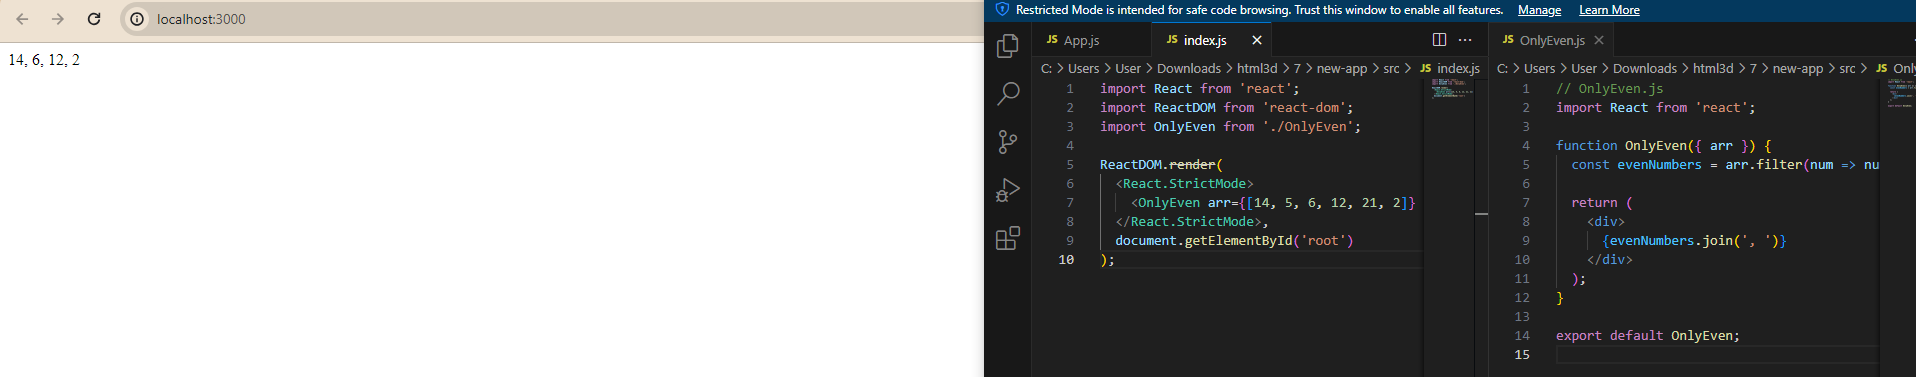 localhost:3000
14, 6, 12, 2
Restricted Mode is intended for safe code browsing. Trust this window to enable all features. Manage Learn More
JS App.js JS index.js
C: > Users > User > Downloads > html3d > 7 > new-app > src > JS index.js
1 import React from 'react';
2 import ReactDOM from 'react-dom';
3 import OnlyEven from './OnlyEven';
4
5 ReactDOM.render(
6 <React.StrictMode>
7 <OnlyEven arr={[14, 5, 6, 12, 21, 2]}
8 </React.StrictMode>,
9 document.getElementById('root')
10 );
JS OnlyEven.js
C: > Users > User > Downloads > html3d > 7 > new-app > src > JS Onl
1 // OnlyEven.js
2 import React from 'react';
3
4 function OnlyEven({ arr }) {
5 const evenNumbers = arr.filter(num => nu
6
7 return (
8 <div>
9 {evenNumbers.join(', ')}
10 </div>
11 );
12 }
13
14 export default OnlyEven;
15